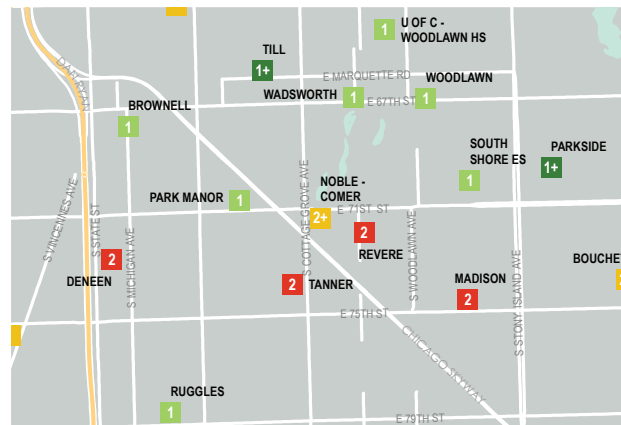 U OF C -
WOODLAWN HS
1
TILL
1+
E MARQUETTE RD
WOODLAWN
1
WADSWORTH
1
E 67TH ST
DAN RYAN
BROWNELL
1
SOUTH
SHORE ES
1
PARKSIDE
1+
PARK MANOR
1
NOBLE -
COMER
2+
E 71ST ST
S VINCENNES AVE
S STATE ST
S MICHIGAN AVE
S COTTAGE GROVE AVE
S WOODLAWN AVE
S STONY ISLAND AVE
2
REVERE
2
DENEEN
2
TANNER
MADISON
2
BOUCHE
E 75TH ST
CHICAGO SKYWAY
RUGGLES
1
E 79TH ST